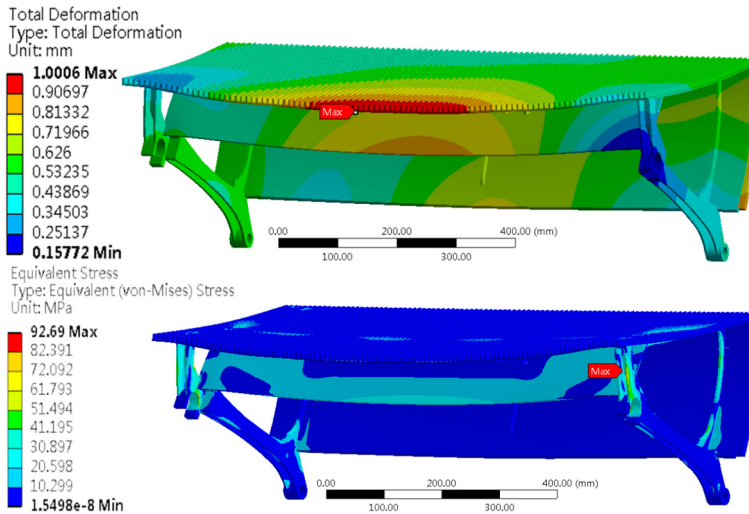 Total Deformation
Type: Total Deformation
Unit: mm
1.0006 Max
0.90697
0.81332
0.71966
0.626
0.53235
0.43869
0.34503
0.25137
0.15772 Min
Max
0.00 200.00 400.00 (mm)
100.00 300.00
Equivalent Stress
Type: Equivalent (von-Mises) Stress
Unit: MPa
92.69 Max
82.391
72.092
61.793
51.494
41.195
30.897
20.598
10.299
1.5498e-8 Min
Max
0.00 200.00 400.00 (mm)
100.00 300.00